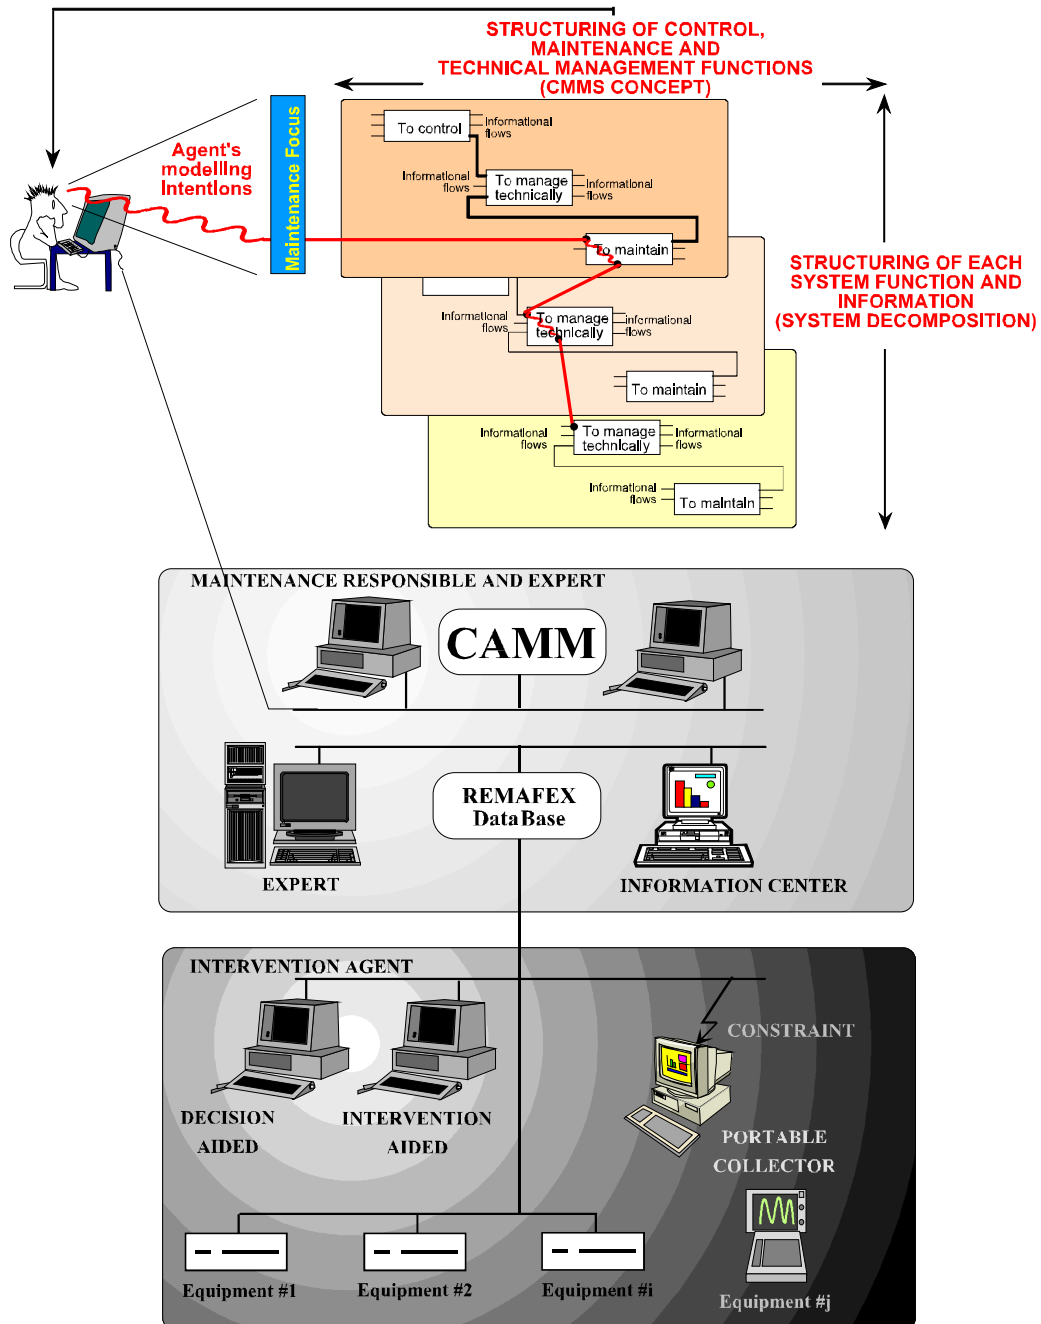 STRUCTURING OF CONTROL,
MAINTENANCE AND
TECHNICAL MANAGEMENT FUNCTIONS
(CMMS CONCEPT)
Agent's
modelling
Intentions
Maintenance Focus
To control
Informational
flows
Informational
flows
To manage
technically
Informational
flows
To maintain
STRUCTURING OF EACH
SYSTEM FUNCTION AND
INFORMATION
(SYSTEM DECOMPOSITION)
Informational
flows
To manage
technically
informational
flows
To maintain
Informational
flows
To manage
technically
Informational
flows
Informational
flows
To maintain
MAINTENANCE RESPONSIBLE AND EXPERT
CAMM
REMAFEX
DataBase
EXPERT
INFORMATION CENTER
INTERVENTION AGENT
CONSTRAINT
DECISION
AIDED
INTERVENTION
AIDED
PORTABLE
COLLECTOR
Equipment #1
Equipment #2
Equipment #i
Equipment #j